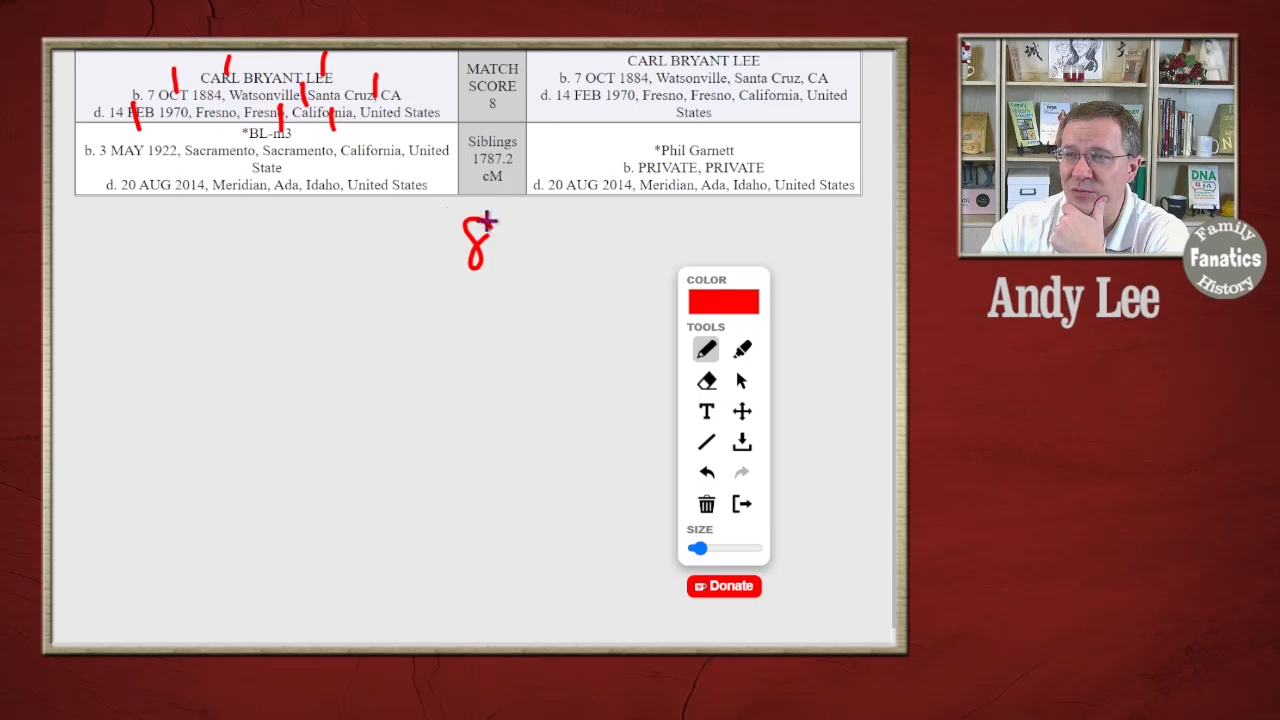 CARL BRYANT LEE
b. 7 OCT 1884, Watsonville, Santa Cruz, CA
d. 14 FEB 1970, Fresno, Fresno, California, United States
MATCH
SCORE
8
CARL BRYANT LEE
b. 7 OCT 1884, Watsonville, Santa Cruz, CA
d. 14 FEB 1970, Fresno, Fresno, California, United
States
*BL-m3
b. 3 MAY 1922, Sacramento, Sacramento, California, United
State
d. 20 AUG 2014, Meridian, Ada, Idaho, United States
Siblings
1787.2
cM
*Phil Garnett
b. PRIVATE, PRIVATE
d. 20 AUG 2014, Meridian, Ada, Idaho, United States
8
COLOR
TOOLS
T
SIZE
Donate
DNA
Q&A
Family
Fanatics
History
Andy Lee